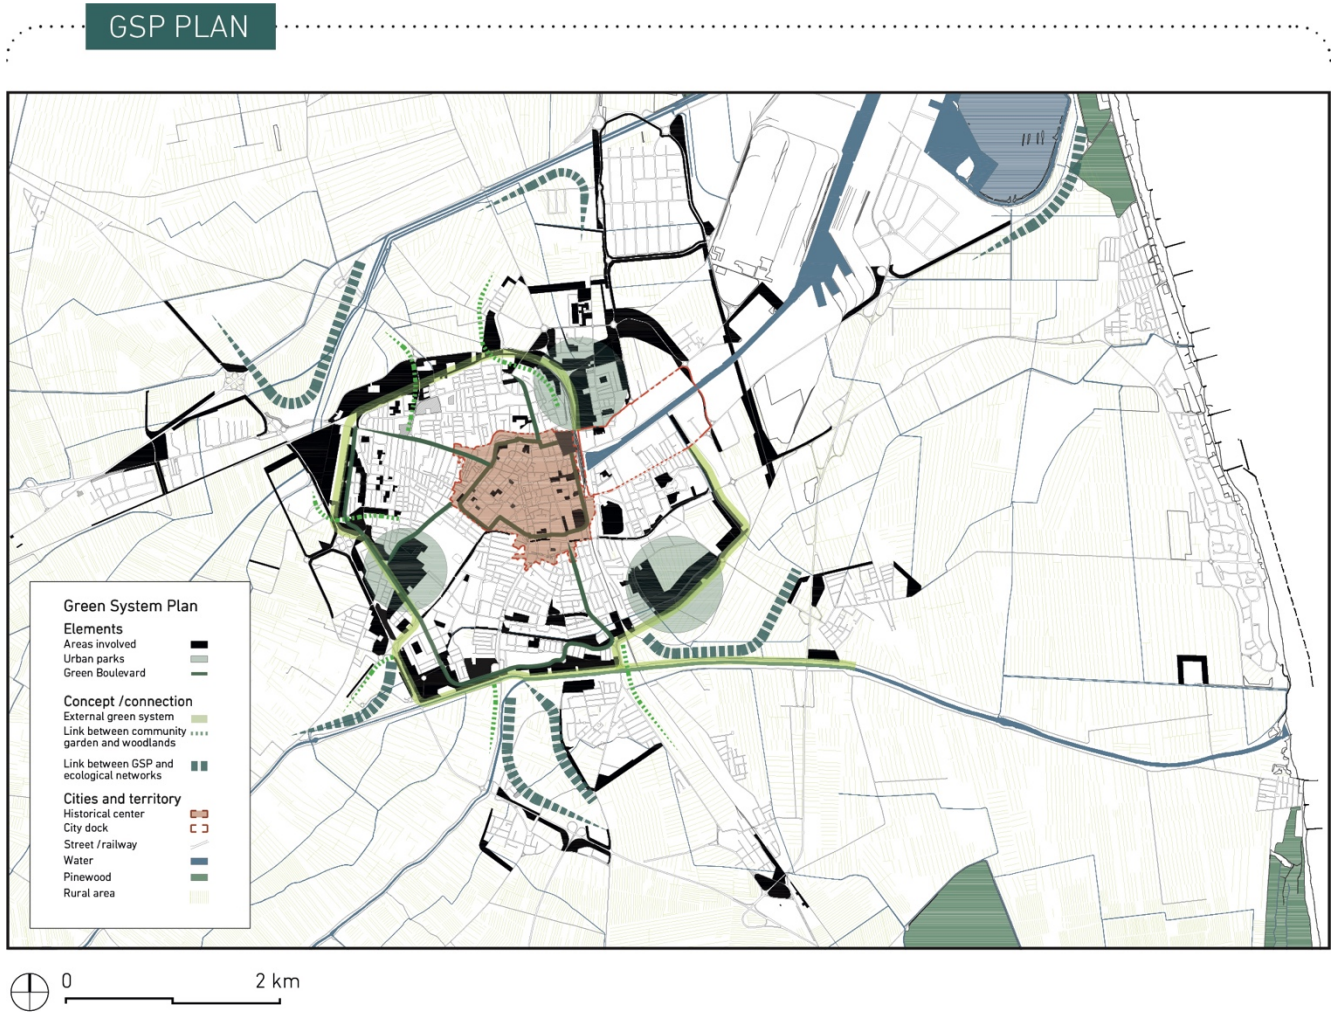 GSP PLAN
Green System Plan
Elements
Areas involved
Urban parks
Green Boulevard
Concept /connection
External green system
Link between community
garden and woodlands
Link between GSP and
ecological networks
Cities and territory
Historical center
City dock
Street /railway
Water
Pinewood
Rural area
0 2 km